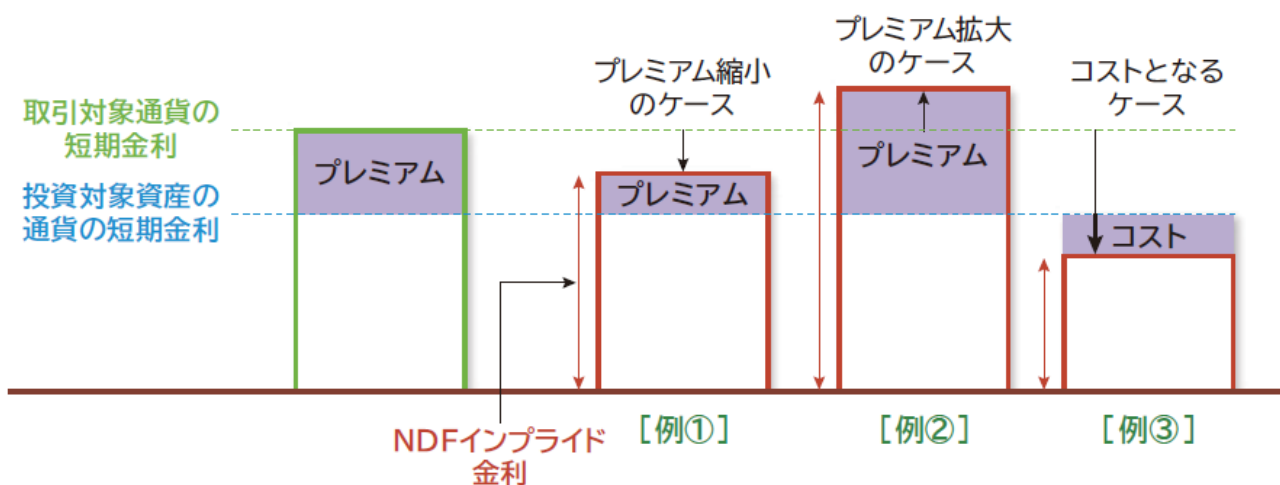 プレミアム縮小
のケース
プレミアム拡大
のケース
コストとなる
ケース
取引対象通貨の
短期金利
投資対象資産の
通貨の短期金利
プレミアム
プレミアム
プレミアム
コスト
NDFインプライド
金利
［例①］
［例②］
［例③］